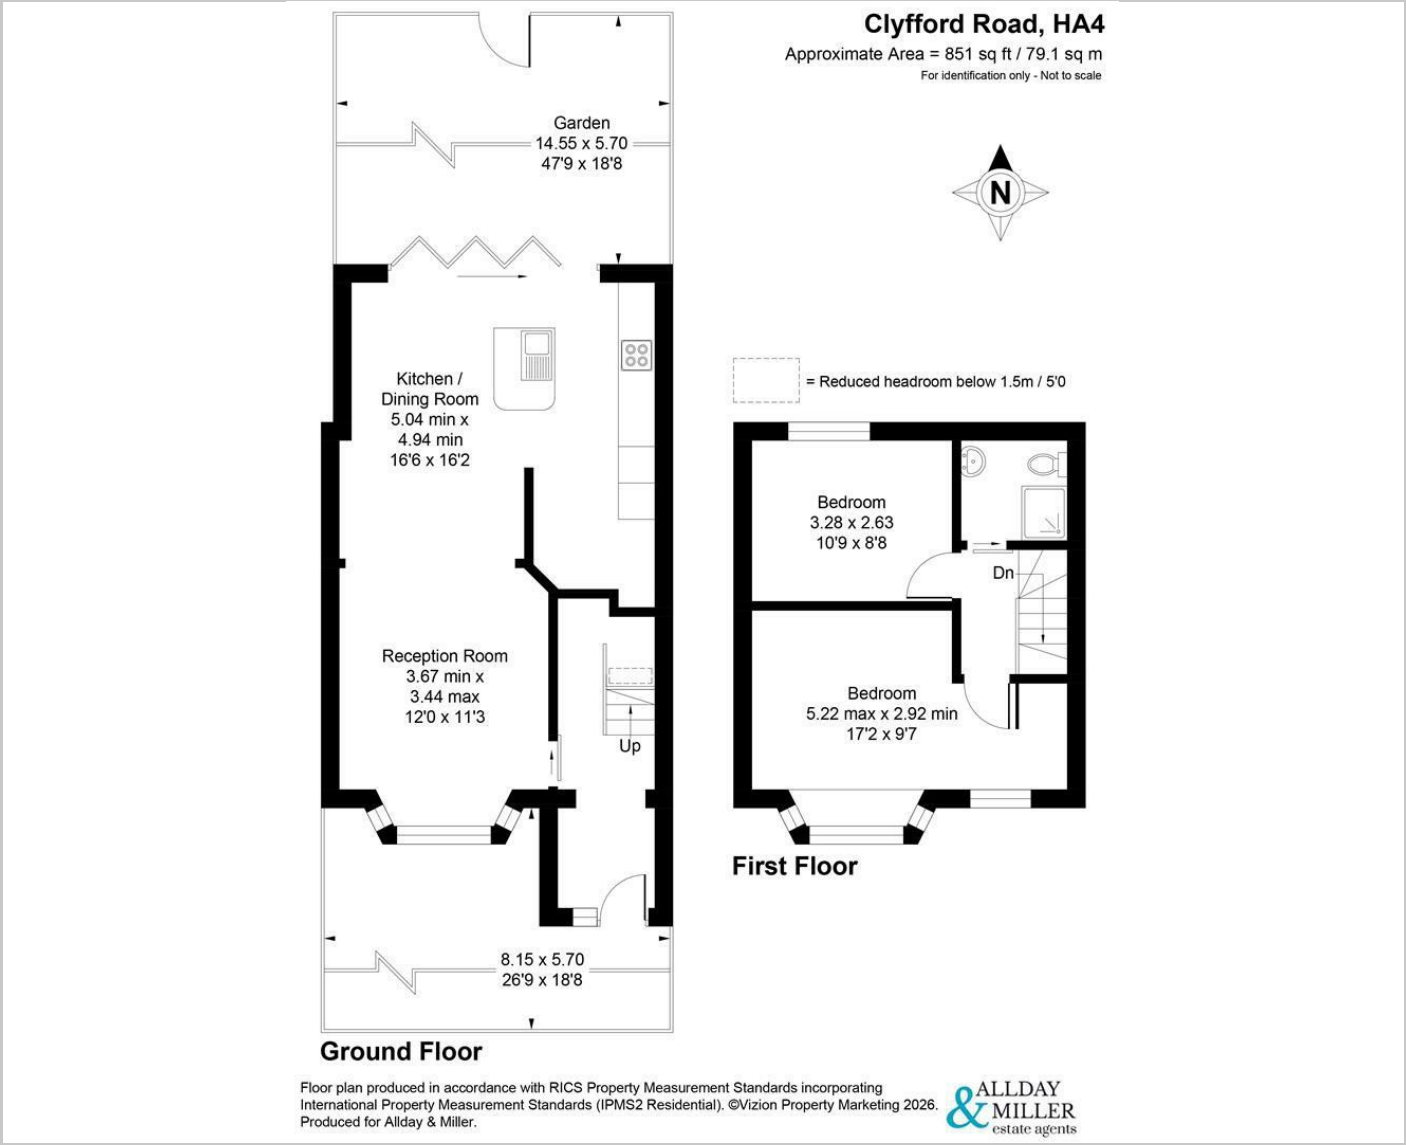 Clyfford Road, HA4
Approximate Area = 851 sq ft / 79.1 sq m
For identification only - Not to scale
Garden
14.55 x 5.70
47'9 x 18'8
N
Kitchen /
Dining Room
5.04 min x
4.94 min
16'6 x 16'2
= Reduced headroom below 1.5m / 5'0
Bedroom
3.28 x 2.63
10'9 x 8'8
Dn
Reception Room
3.67 min x
3.44 max
12'0 x 11'3
Up
Bedroom
5.22 max x 2.92 min
17'2 x 9'7
First Floor
8.15 x 5.70
26'9 x 18'8
Ground Floor
Floor plan produced in accordance with RICS Property Measurement Standards incorporating
International Property Measurement Standards (IPMS2 Residential). ©Vizion Property Marketing 2026.
Produced for Allday & Miller.
ALLDAY
& MILLER
estate agents